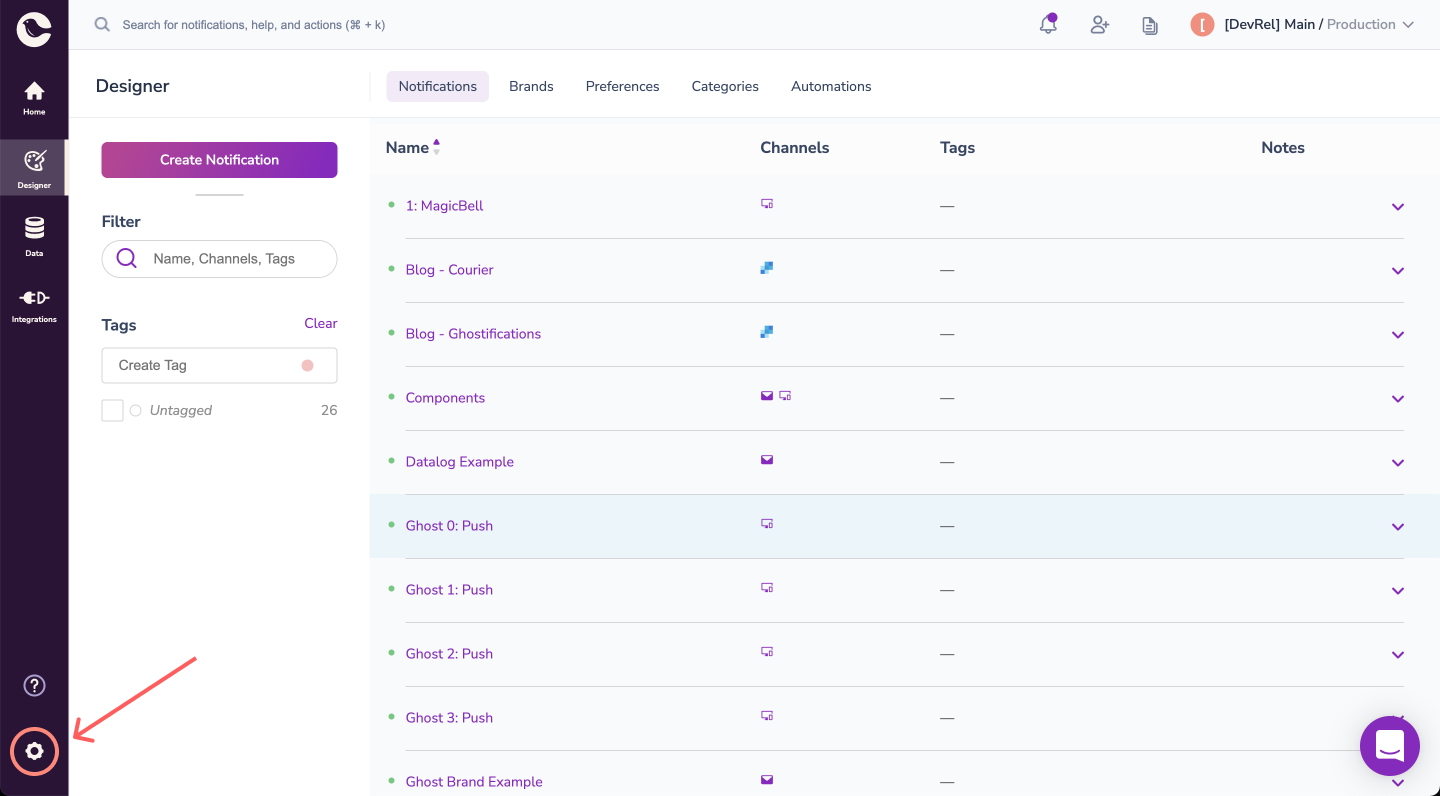 Search for notifications, help, and actions (⌘ + k)
[ [DevRel] Main / Production
Home
Designer
Data
Integrations
?
Designer
Notifications Brands Preferences Categories Automations
Create Notification
Filter
Name, Channels, Tags
Tags Clear
Create Tag
Untagged 26
Name Channels Tags Notes
1: MagicBell —
Blog - Courier —
Blog - Ghostifications —
Components —
Datalog Example —
Ghost 0: Push —
Ghost 1: Push —
Ghost 2: Push —
Ghost 3: Push —
Ghost Brand Example —